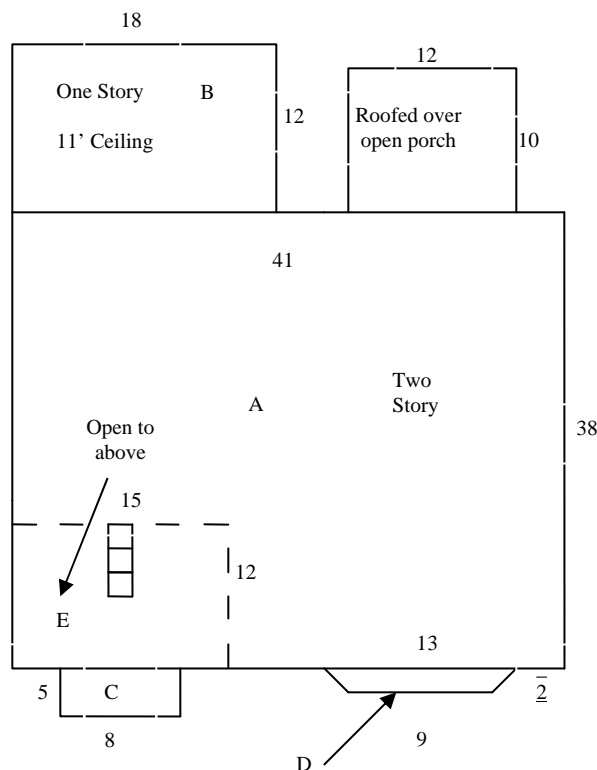 18
12
One Story B
12
Roofed over
open porch
10
11’ Ceiling
41
Two
Story
A
38
Open to
above
15
12
E
13
5 C
2
8
9
D